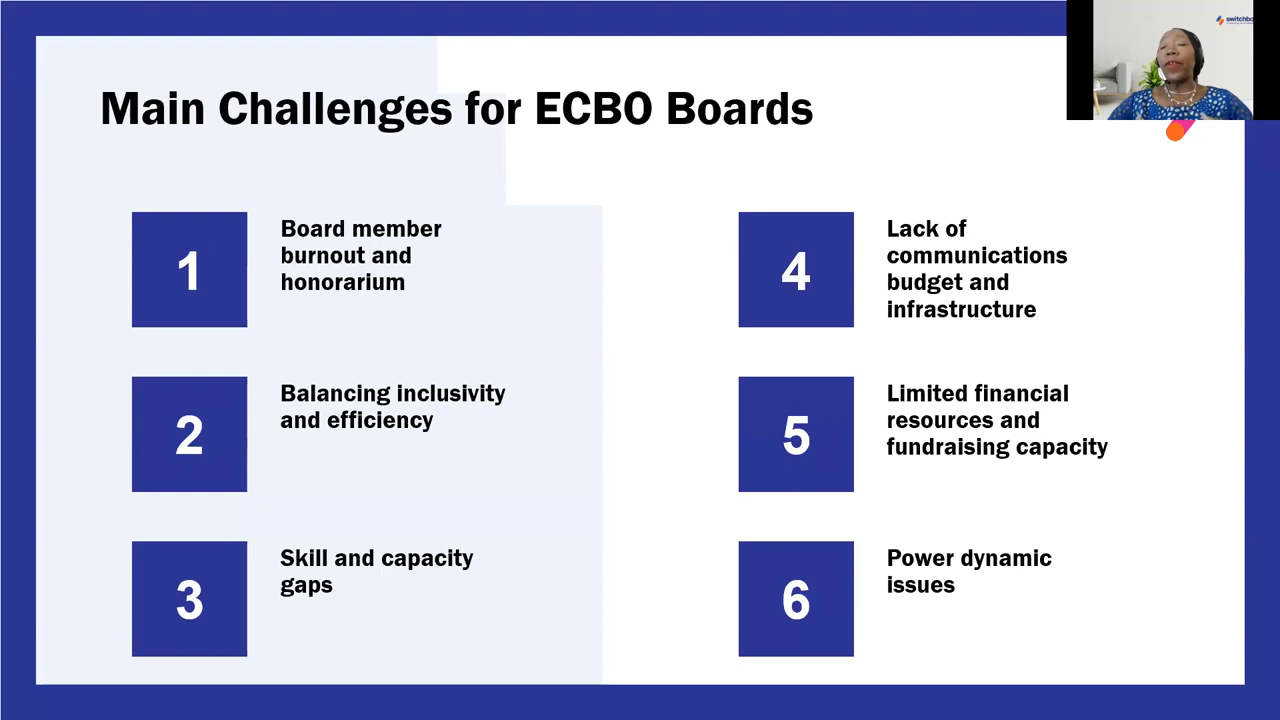 Main Challenges for ECBO Boards
1
Board member
burnout and
honorarium
2
Balancing inclusivity
and efficiency
3
Skill and capacity
gaps
4
Lack of
communications
budget and
infrastructure
5
Limited financial
resources and
fundraising capacity
6
Power dynamic
issues